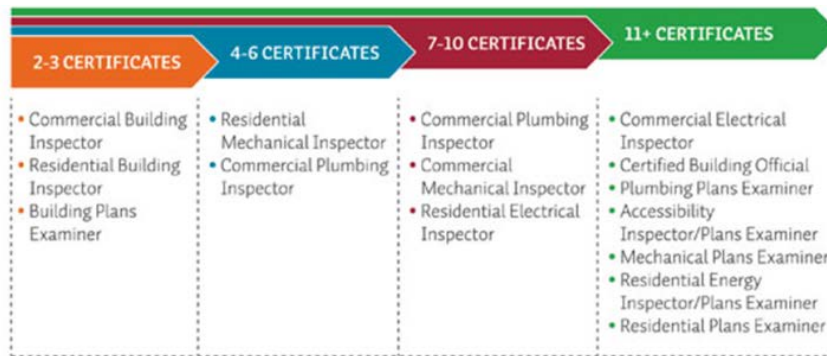 2-3 CERTIFICATES
4-6 CERTIFICATES
7-10 CERTIFICATES
11+ CERTIFICATES
• Commercial Building
Inspector
• Residential Building
Inspector
• Building Plans
Examiner
• Residential
Mechanical Inspector
• Commercial Plumbing
Inspector
• Commercial Plumbing
Inspector
• Commercial
Mechanical Inspector
• Residential Electrical
Inspector
• Commercial Electrical
Inspector
• Certified Building Official
• Plumbing Plans Examiner
• Accessibility
Inspector/Plans Examiner
• Mechanical Plans Examiner
• Residential Energy
Inspector/Plans Examiner
• Residential Plans Examiner